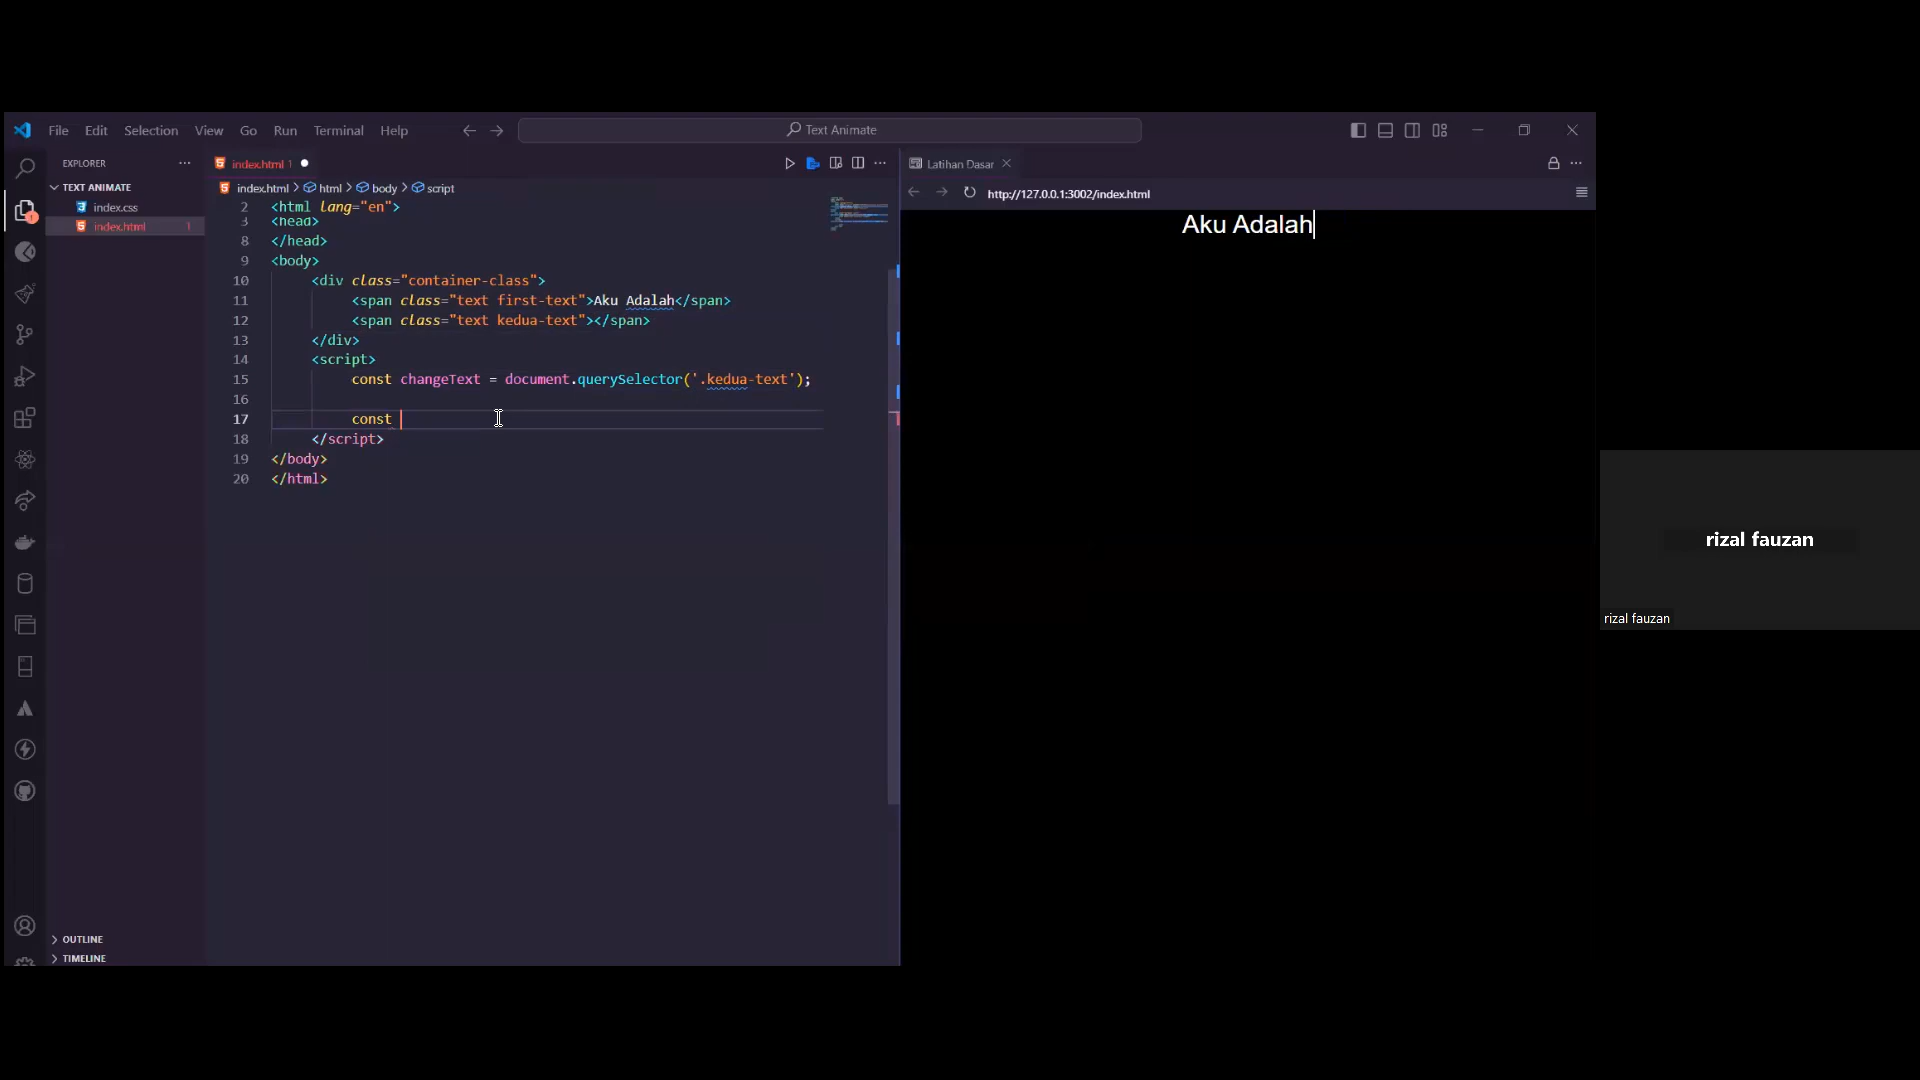 File Edit Selection View Go Run Terminal Help
Text Animate
EXPLORER
TEXT ANIMATE
index.css
index.html 1
OUTLINE
TIMELINE
index.html 1
index.html > html > body > script
2 <html lang="en">
3 <head>
8 </head>
9 <body>
10 <div class="container-class">
11 <span class="text first-text">Aku Adalah</span>
12 <span class="text kedua-text"></span>
13 </div>
14 <script>
15 const changeText = document.querySelector('.kedua-text');
16
17 const
18 </script>
19 </body>
20 </html>
Latihan Dasar
http://127.0.0.1:3002/index.html
Aku Adalah
rizal fauzan
rizal fauzan